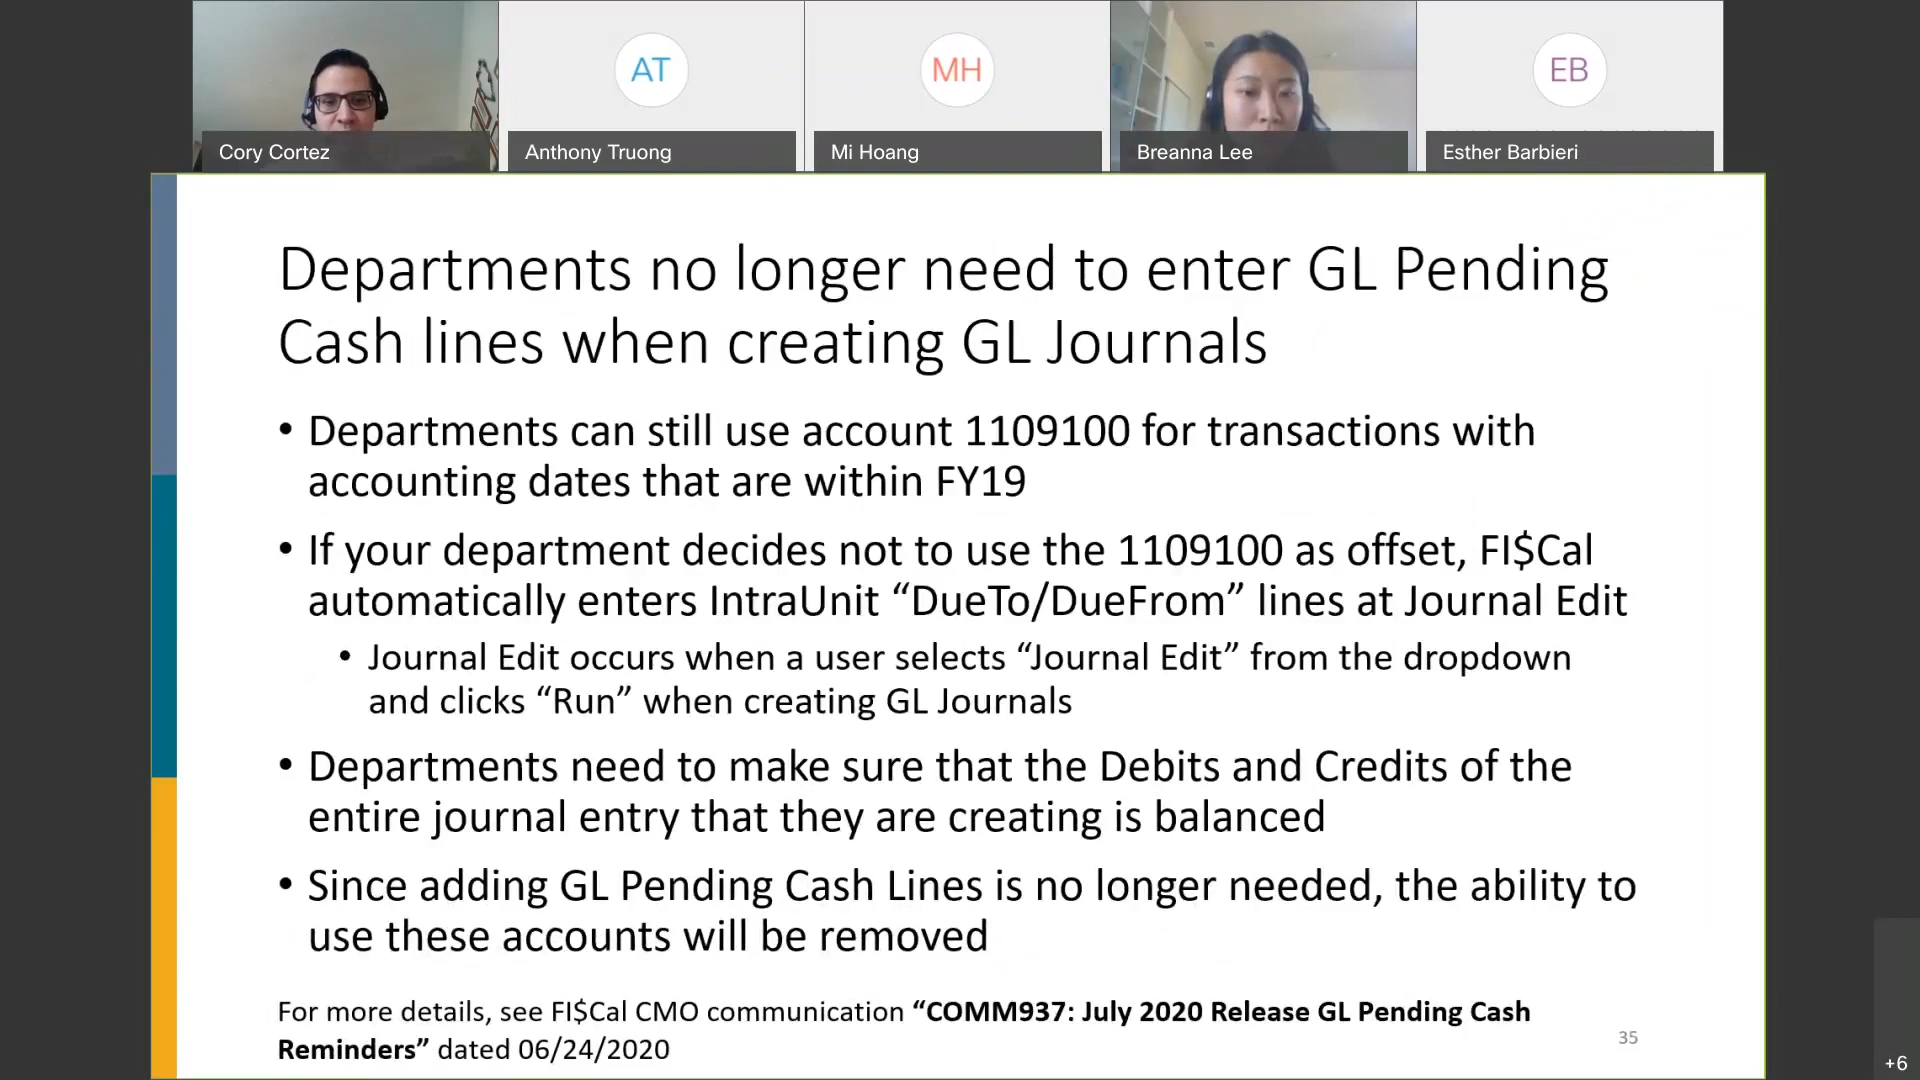 AT
MH
EB
Cory Cortez
Anthony Truong
Mi Hoang
Breanna Lee
Esther Barbieri
Departments no longer need to enter GL Pending
Cash lines when creating GL Journals
• Departments can still use account 1109100 for transactions with
accounting dates that are within FY19
• If your department decides not to use the 1109100 as offset, FI$Cal
automatically enters IntraUnit “DueTo/DueFrom” lines at Journal Edit
• Journal Edit occurs when a user selects “Journal Edit” from the dropdown
and clicks “Run” when creating GL Journals
• Departments need to make sure that the Debits and Credits of the
entire journal entry that they are creating is balanced
• Since adding GL Pending Cash Lines is no longer needed, the ability to
use these accounts will be removed
For more details, see FI$Cal CMO communication “COMM937: July 2020 Release GL Pending Cash
Reminders” dated 06/24/2020
35
+6